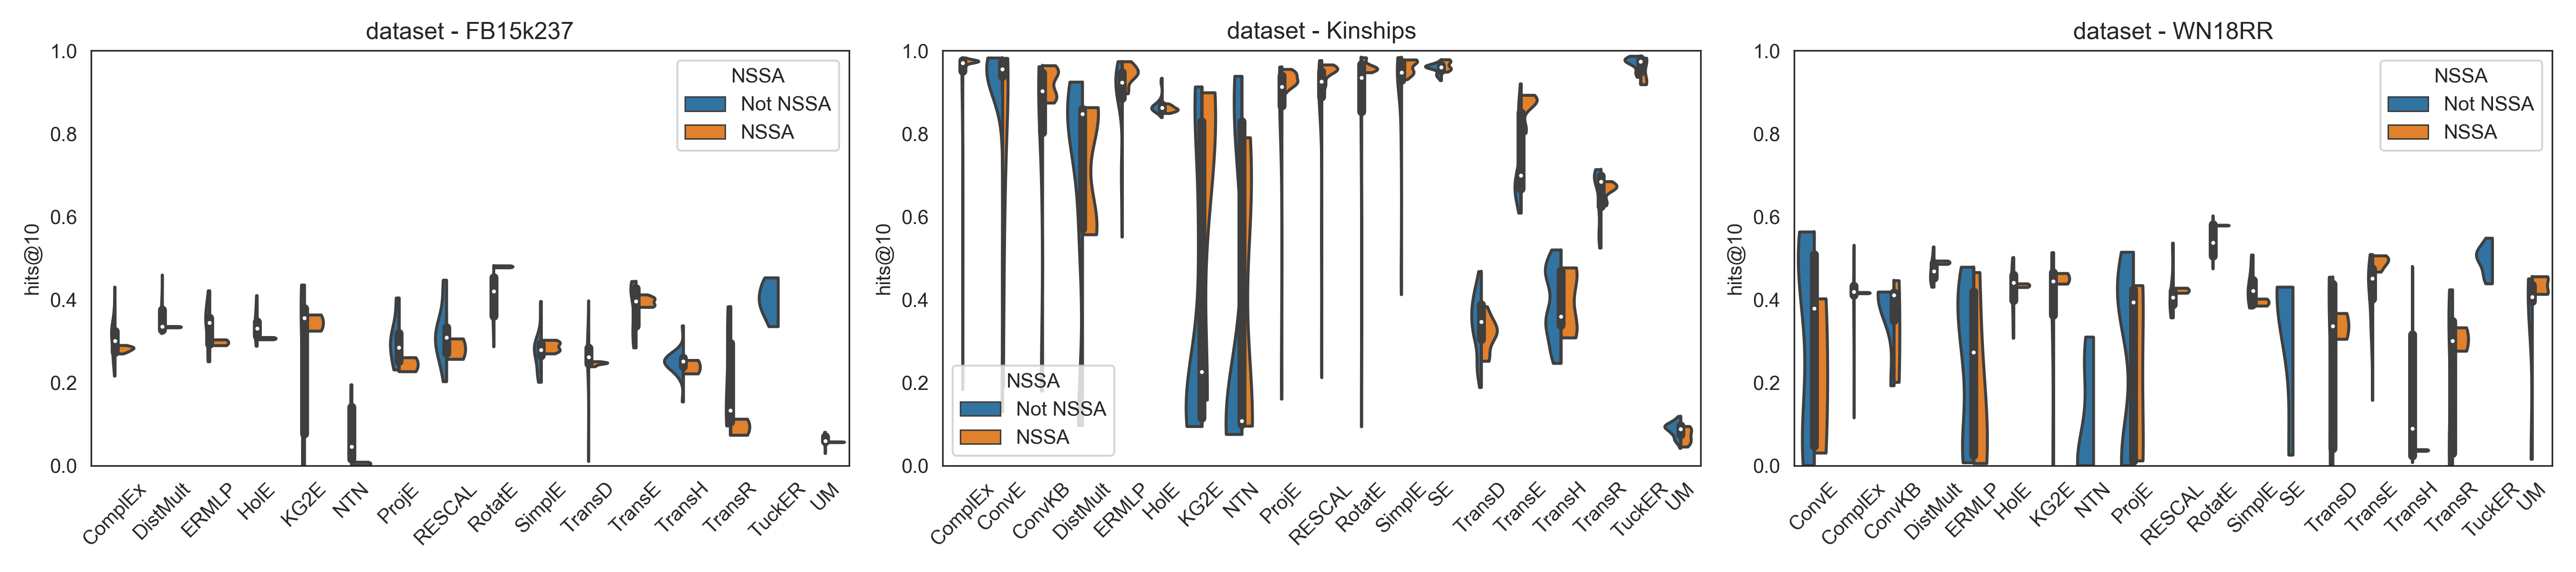 dataset - FB15k237
hits@10
1.0
0.8
0.6
0.4
0.2
0.0
NSSA
Not NSSA
NSSA
ComplEx
DistMult
ERMLP
HolE
KG2E
NTN
ProjE
RESCAL
RotatE
SimplE
TransD
TransE
TransH
TransR
TuckER
UM
dataset - Kinships
hits@10
1.0
0.8
0.6
0.4
0.2
0.0
NSSA
Not NSSA
NSSA
ComplEx
ConvE
ConvKB
DistMult
ERMLP
HolE
KG2E
NTN
ProjE
RESCAL
RotatE
SimplE
SE
TransD
TransE
TransH
TransR
TuckER
UM
dataset - WN18RR
hits@10
1.0
0.8
0.6
0.4
0.2
0.0
NSSA
Not NSSA
NSSA
ConvE
ComplEx
ConvKB
DistMult
ERMLP
HolE
KG2E
NTN
ProjE
RESCAL
RotatE
SimplE
SE
TransD
TransE
TransH
TransR
TuckER
UM